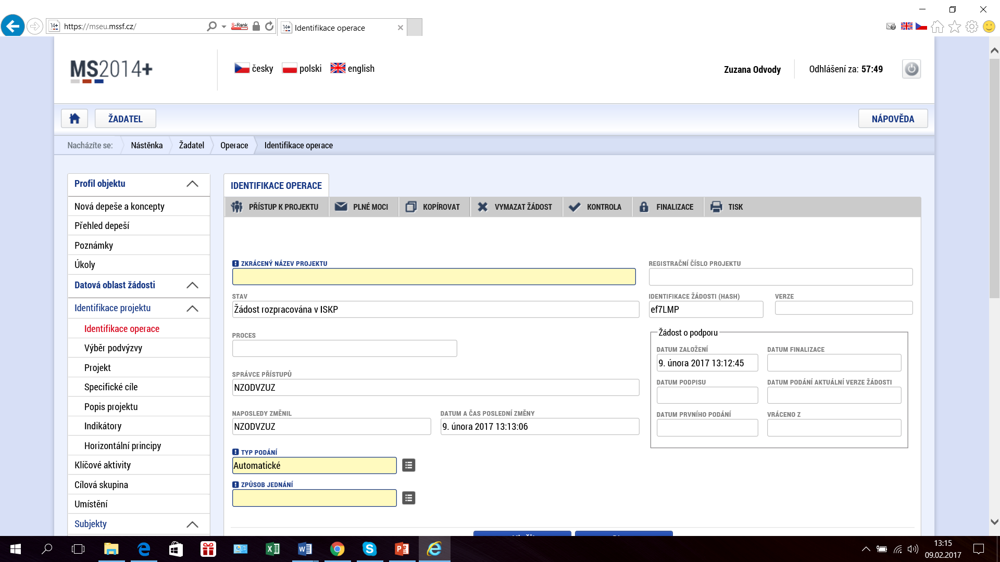 https://mseu.mssf.cz/
S-Rank
14+
Identifikace operace
MS2014+
česky
polski
english
Zuzana Odvody
Odhlášení za: 57:49
ŽADATEL
NÁPOVĚDA
Nacházíte se:
Nástěnka
Žadatel
Operace
Identifikace operace
Profil objektu
Nová depeše a koncepty
Přehled depeší
Poznámky
Úkoly
Datová oblast žádosti
Identifikace projektu
Identifikace operace
Výběr podvýzvy
Projekt
Specifické cíle
Popis projektu
Indikátory
Horizontální principy
Klíčové aktivity
Cílová skupina
Umístění
Subjekty
IDENTIFIKACE OPERACE
PŘÍSTUP K PROJEKTU
PLNÉ MOCI
KOPÍROVAT
VYMAZAT ŽÁDOST
KONTROLA
FINALIZACE
TISK
ZKRÁCENÝ NÁZEV PROJEKTU
REGISTRAČNÍ ČÍSLO PROJEKTU
STAV
Žádost rozpracována v ISKP
IDENTIFIKACE ŽÁDOSTI (HASH)
ef7LMP
VERZE
PROCES
SPRÁVCE PŘÍSTUPŮ
NZODVZUZ
NAPOSLEDY ZMĚNIL
NZODVZUZ
DATUM A ČAS POSLEDNÍ ZMĚNY
9. února 2017 13:13:06
Žádost o podporu
DATUM ZALOŽENÍ
9. února 2017 13:12:45
DATUM FINALIZACE
DATUM PODPISU
DATUM PODÁNÍ AKTUÁLNÍ VERZE ŽÁDOSTI
DATUM PRVNÍHO PODÁNÍ
VRÁCENO Z
TYP PODÁNÍ
Automatické
ZPŮSOB JEDNÁNÍ
13:15
09.02.2017